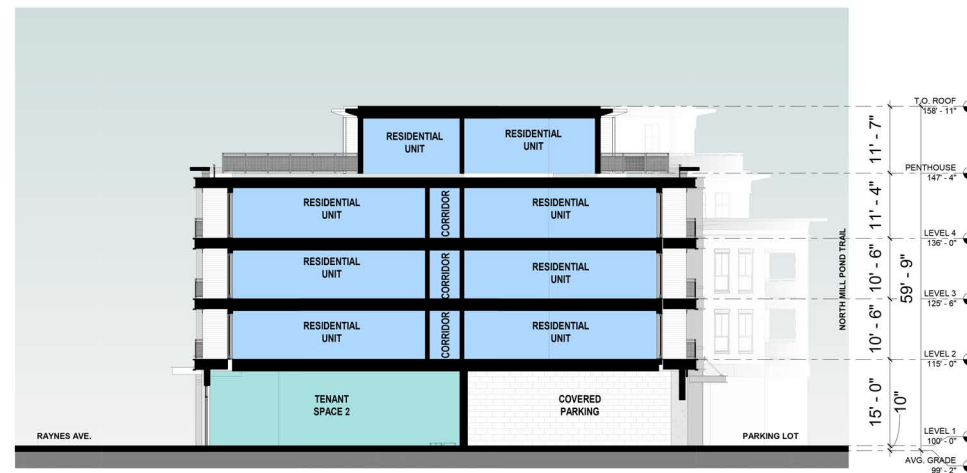 T.O. ROOF
158' - 11"
11' - 7"
RESIDENTIAL
UNIT
RESIDENTIAL
UNIT
PENTHOUSE
147' - 4"
11' - 4"
RESIDENTIAL
UNIT
CORRIDOR
RESIDENTIAL
UNIT
LEVEL 4
136' - 0"
10' - 6"
RESIDENTIAL
UNIT
CORRIDOR
RESIDENTIAL
UNIT
59' - 9"
NORTH MILL POND TRAIL
LEVEL 3
125' - 6"
10' - 6"
RESIDENTIAL
UNIT
CORRIDOR
RESIDENTIAL
UNIT
LEVEL 2
115' - 0"
15' - 0"
10"
TENANT
SPACE 2
COVERED
PARKING
RAYNES AVE.
PARKING LOT
LEVEL 1
100' - 0"
AVG. GRADE
99' - 2"